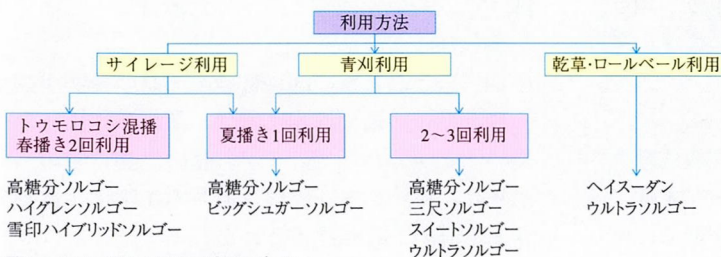 利用方法
サイレージ利用
青刈利用
乾草・ロールベール利用
トウモロコシ混播
春播き2回利用
夏播き1回利用
2～3回利用
高糖分ソルゴー
ハイグレンソルゴー
雪印ハイブリッドソルゴー
高糖分ソルゴー
ビッグシュガーソルゴー
高糖分ソルゴー
三尺ソルゴー
スイートソルゴー
ウルトラソルゴー
ヘイスーダン
ウルトラソルゴー